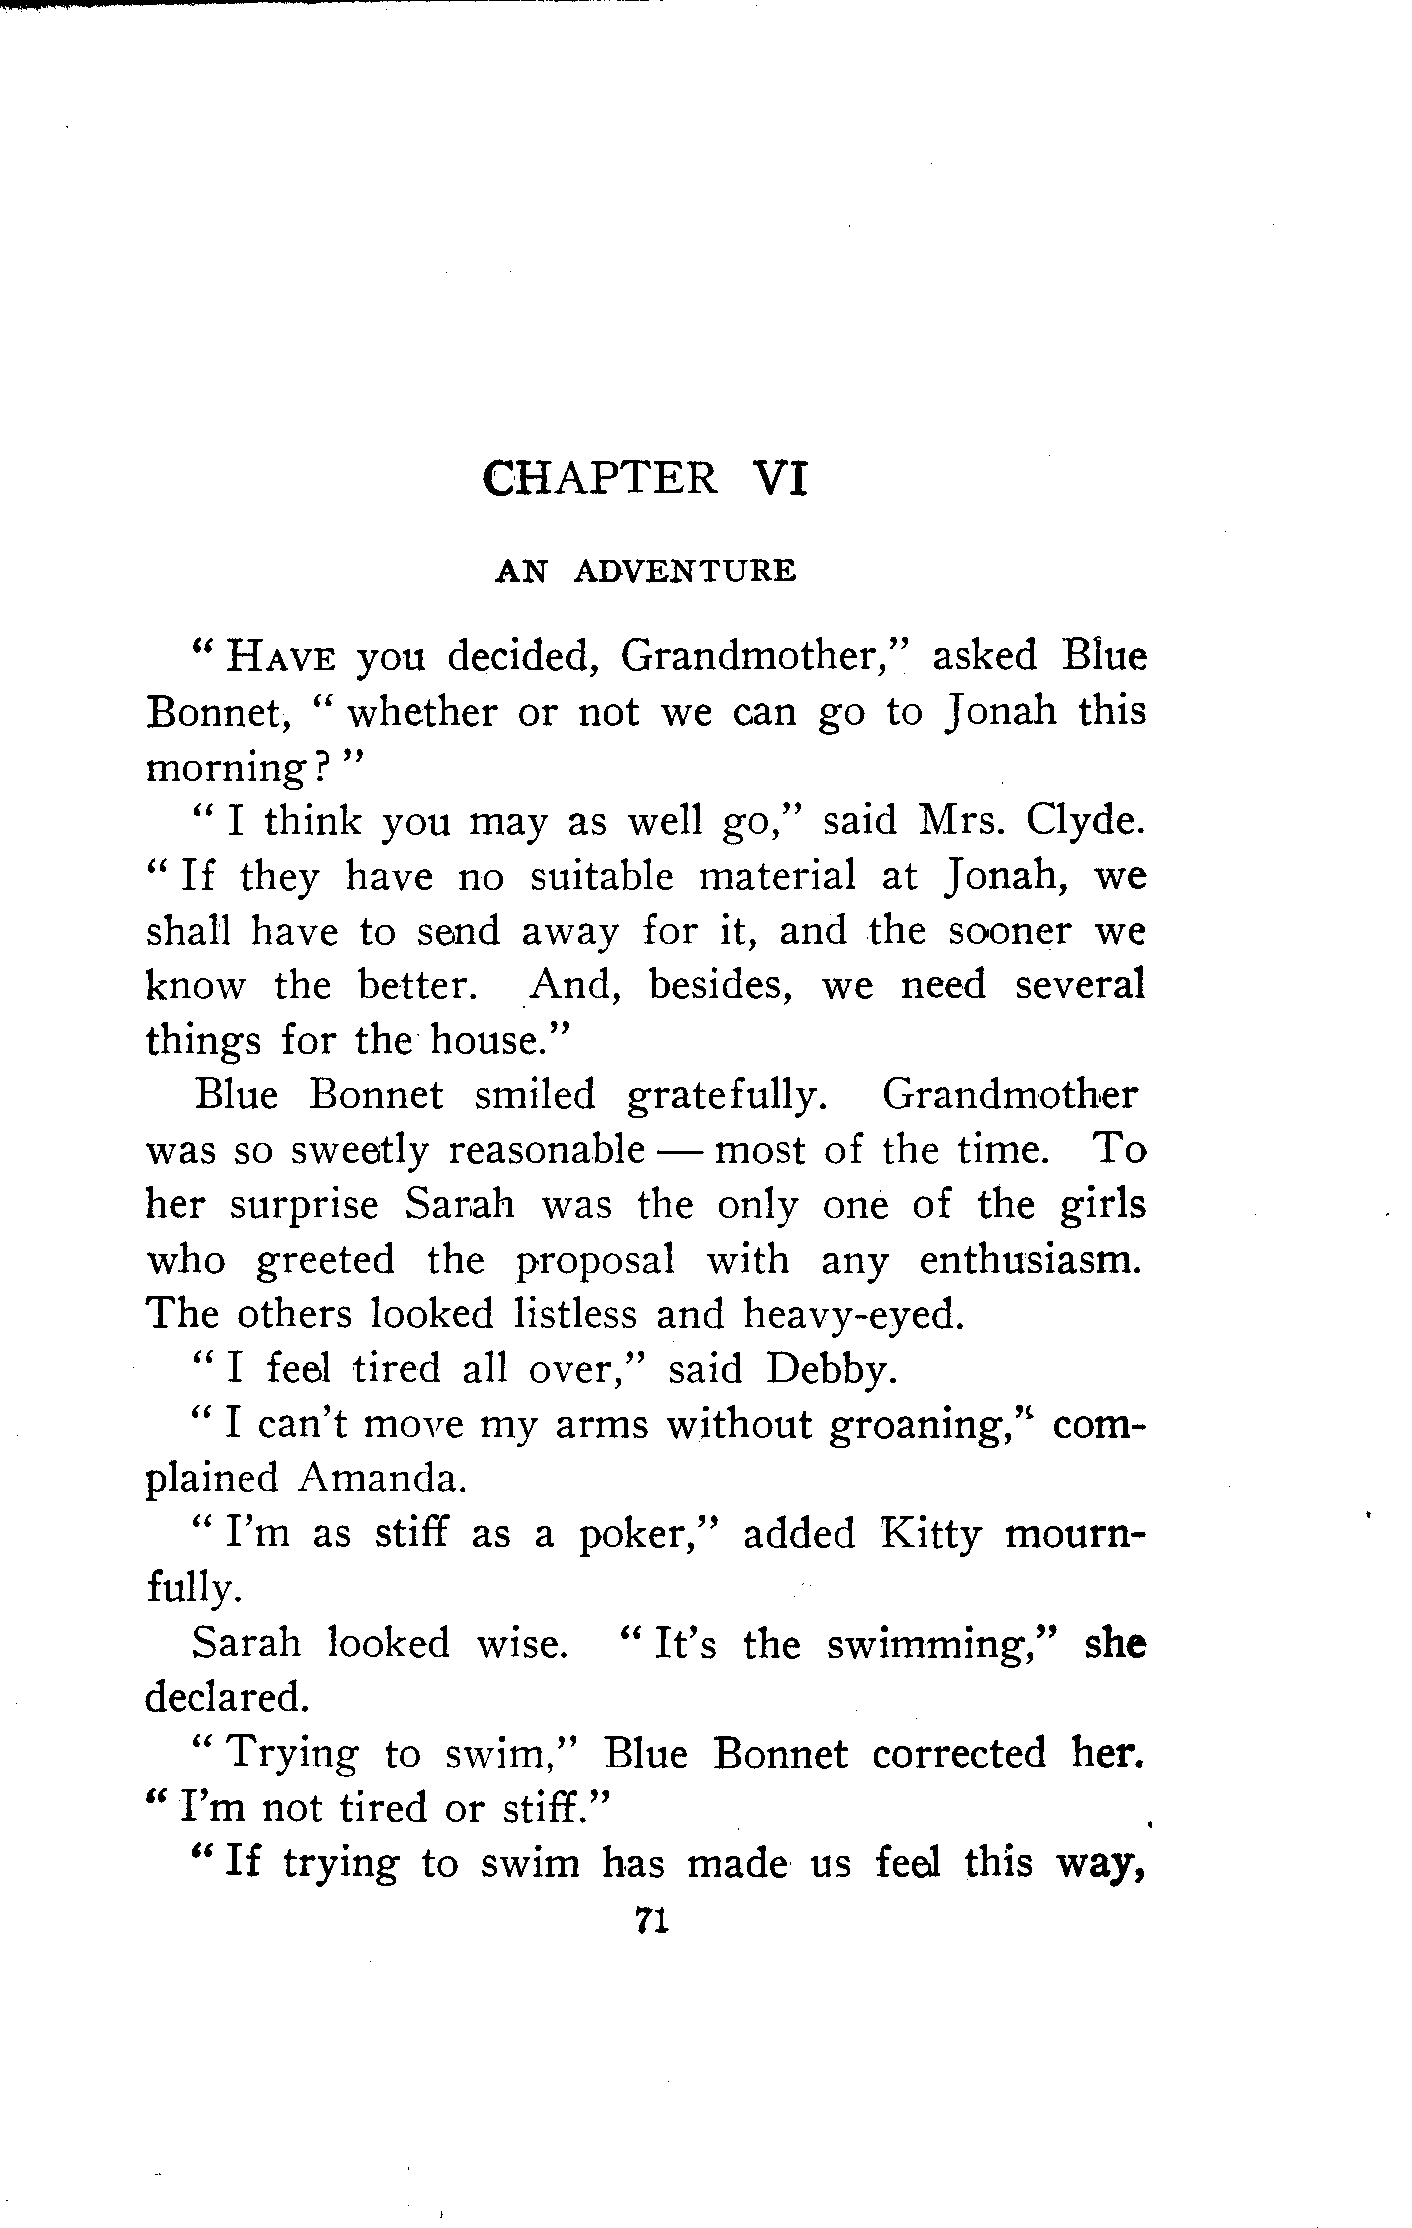 CHAPTER VI
AN ADVENTURE
“ HAVE you decided, Grandmother,” asked Blue
Bonnet, “ whether or not we can go to Jonah this
morning? ”
“ I think you may as well go,” said Mrs. Clyde.
“ If they have no suitable material at Jonah, we
shall have to send away for it, and the sooner we
know the better. And, besides, we need several
things for the house.”
Blue Bonnet smiled gratefully. Grandmother
was so sweetly reasonable — most of the time. To
her surprise Sarah was the only one of the girls
who greeted the proposal with any enthusiasm.
The others looked listless and heavy-eyed.
“ I feel tired all over,” said Debby.
“ I can't move my arms without groaning,” com-
plained Amanda.
“ I'm as stiff as a poker,” added Kitty mourn-
fully.
Sarah looked wise. “ It's the swimming,” she
declared.
“ Trying to swim,” Blue Bonnet corrected her.
“ I'm not tired or stiff.”
“ If trying to swim has made us feel this way,
71